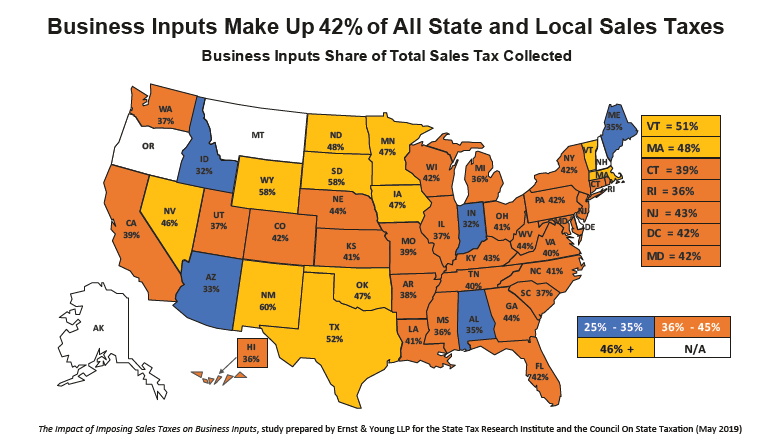 Business Inputs Make Up 42% of All State and Local Sales Taxes
Business Inputs Share of Total Sales Tax Collected
WA
37%
OR
CA
39%
NV
46%
ID
32%
MT
WY
58%
UT
37%
AZ
33%
CO
42%
NM
60%
ND
48%
SD
58%
NE
44%
KS
41%
OK
47%
TX
52%
MN
47%
IA
47%
MO
39%
AR
38%
LA
41%
WI
42%
IL
37%
MI
36%
IN
32%
OH
41%
KY 43%
TN
40%
MS
36%
AL
35%
GA
44%
FL
42%
SC 37%
NC 41%
VA
40%
WV
44%
PA 42%
NY
42%
VT
NH
ME
35%
MA
CT
RI
NJ
DE
MD
AK
HI
36%
VT = 51%
MA = 48%
CT = 39%
RI = 36%
NJ = 43%
DC = 42%
MD = 42%
25% - 35%
36% - 45%
46% +
N/A
The Impact of Imposing Sales Taxes on Business Inputs, study prepared by Ernst & Young LLP for the State Tax Research Institute and the Council On State Taxation (May 2019)